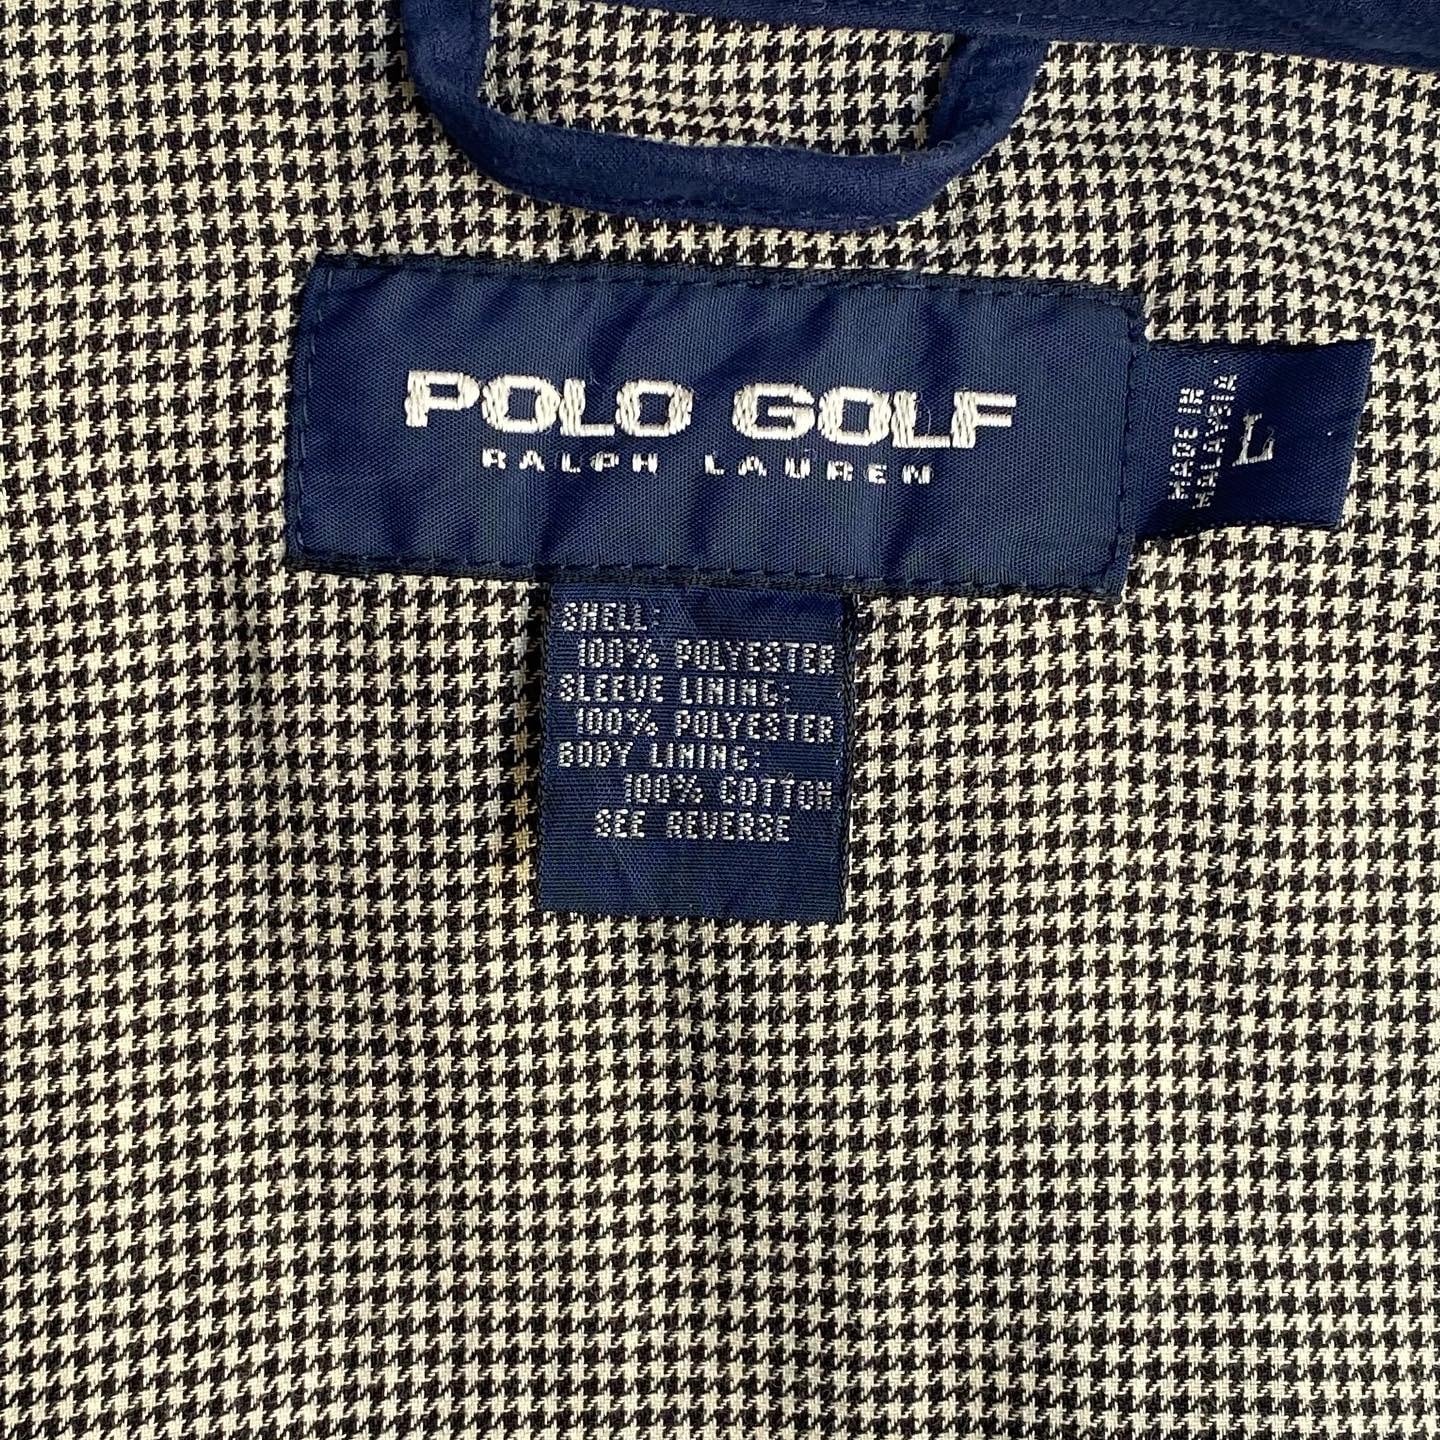 POLO GOLF
RALPH LAUREN
MADE IN
MALAYSIA
L
SHELL:
100% POLYESTER
SLEEVE LINING:
100% POLYESTER
BODY LINING:
100% COTTON
SEE REVERSE